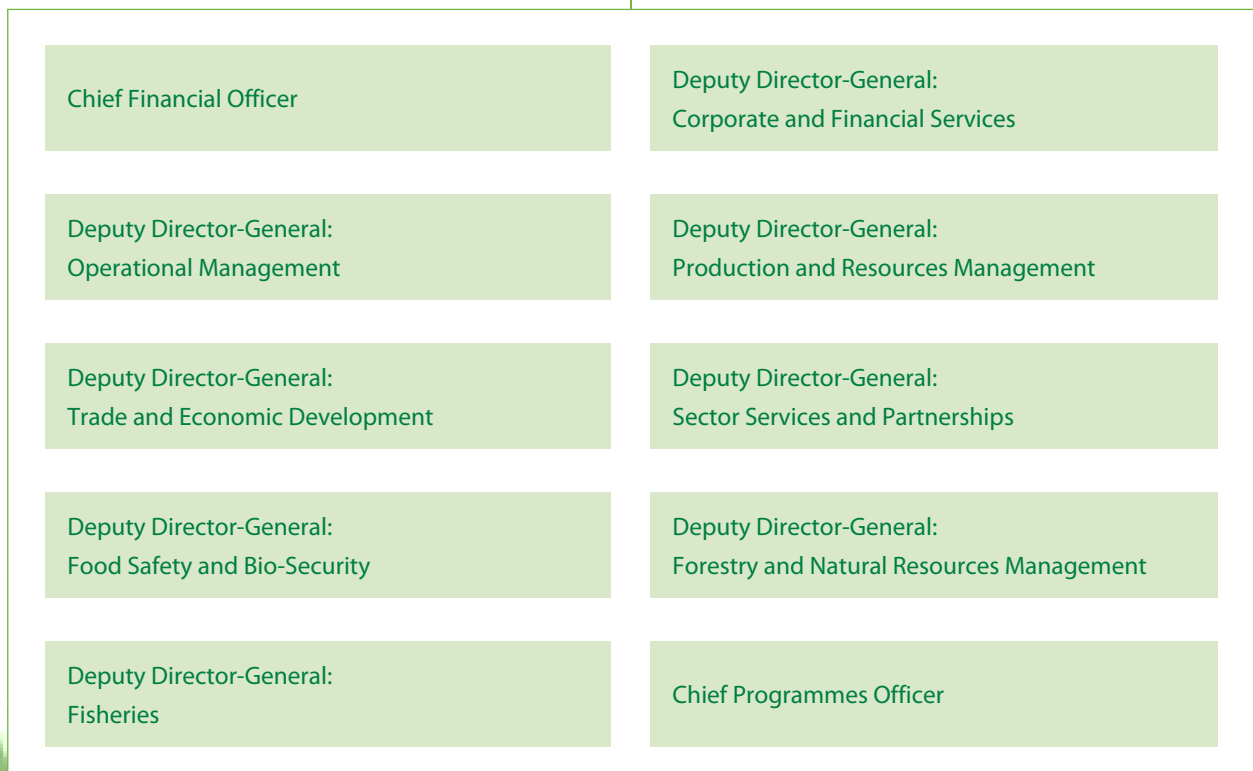 Chief Financial Officer
Deputy Director-General:
Corporate and Financial Services
Deputy Director-General:
Operational Management
Deputy Director-General:
Production and Resources Management
Deputy Director-General:
Trade and Economic Development
Deputy Director-General:
Sector Services and Partnerships
Deputy Director-General:
Food Safety and Bio-Security
Deputy Director-General:
Forestry and Natural Resources Management
Deputy Director-General:
Fisheries
Chief Programmes Officer